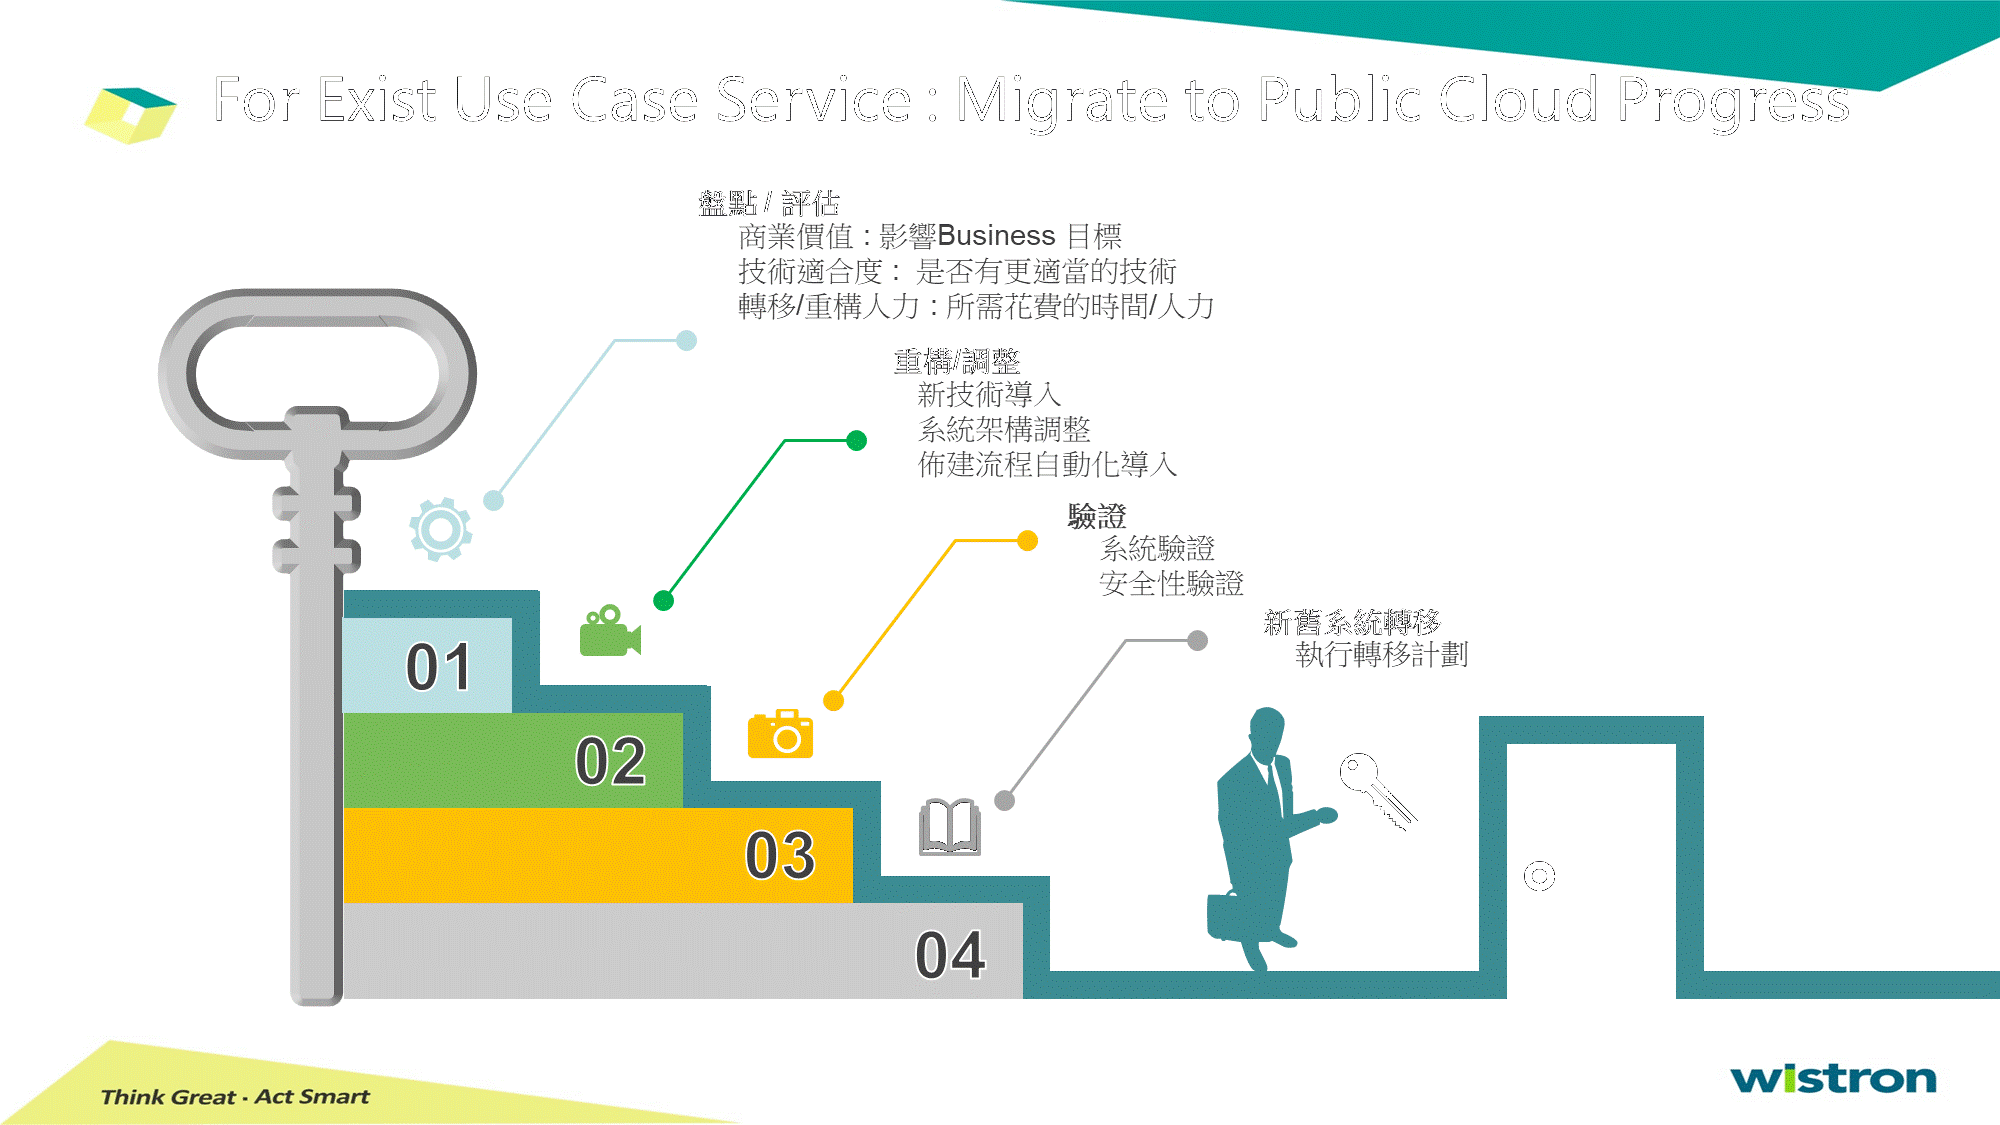 For Exist Use Case Service : Migrate to Public Cloud Progress
盤點 / 評估
商業價值 : 影響Business 目標
技術適合度 :  是否有更適當的技術
轉移/重構人力 : 所需花費的時間/人力
重構/調整
新技術導入
系統架構調整
佈建流程自動化導入
驗證
系統驗證
安全性驗證
新舊系統轉移
執行轉移計劃
01
02
03
04
Think Great · Act Smart
wistron